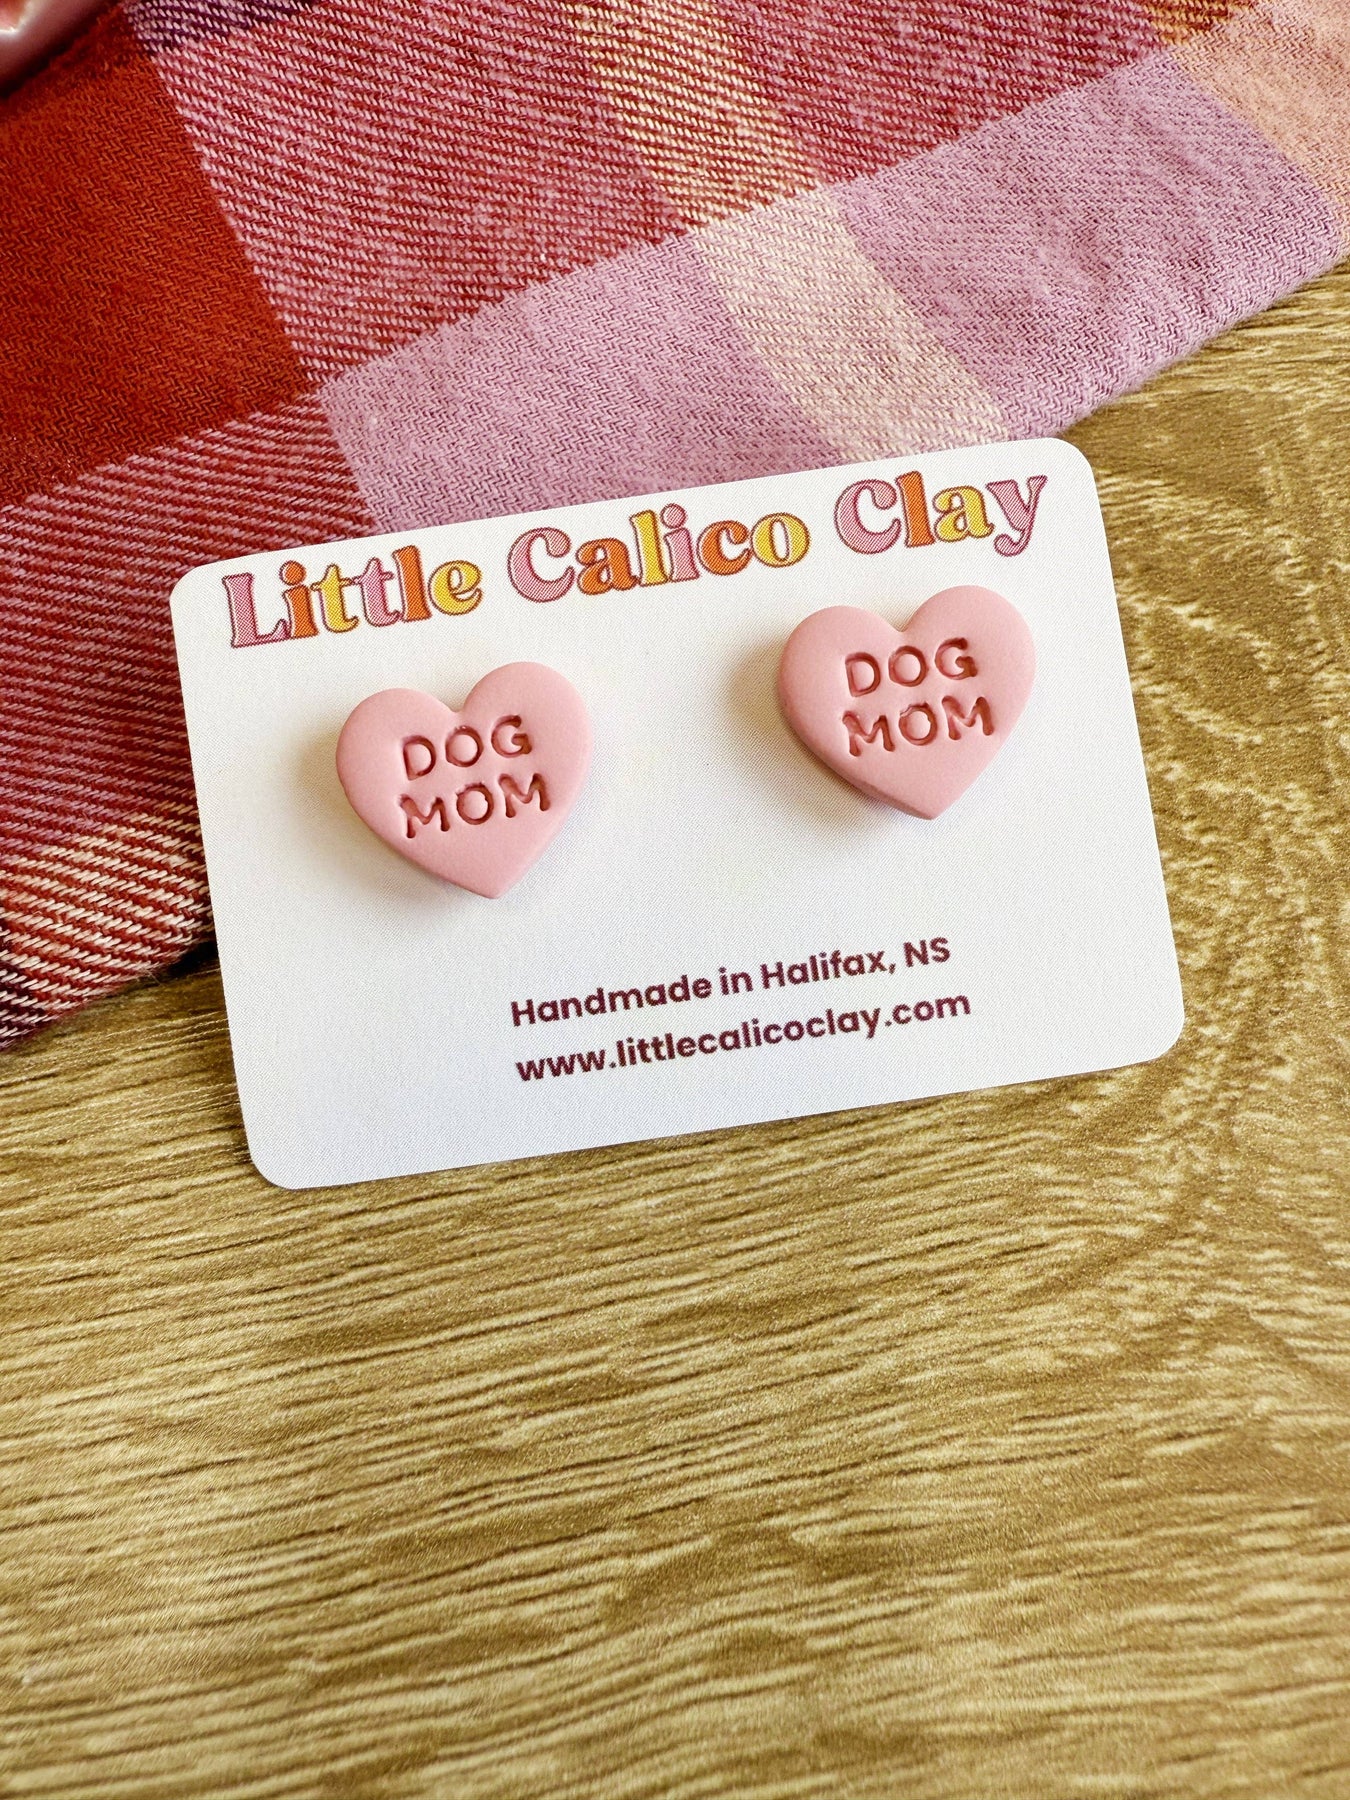 Little Calico Clay
DOG
MOM
DOG
MOM
Handmade in Halifax, NS
www.littlecalicoclay.com